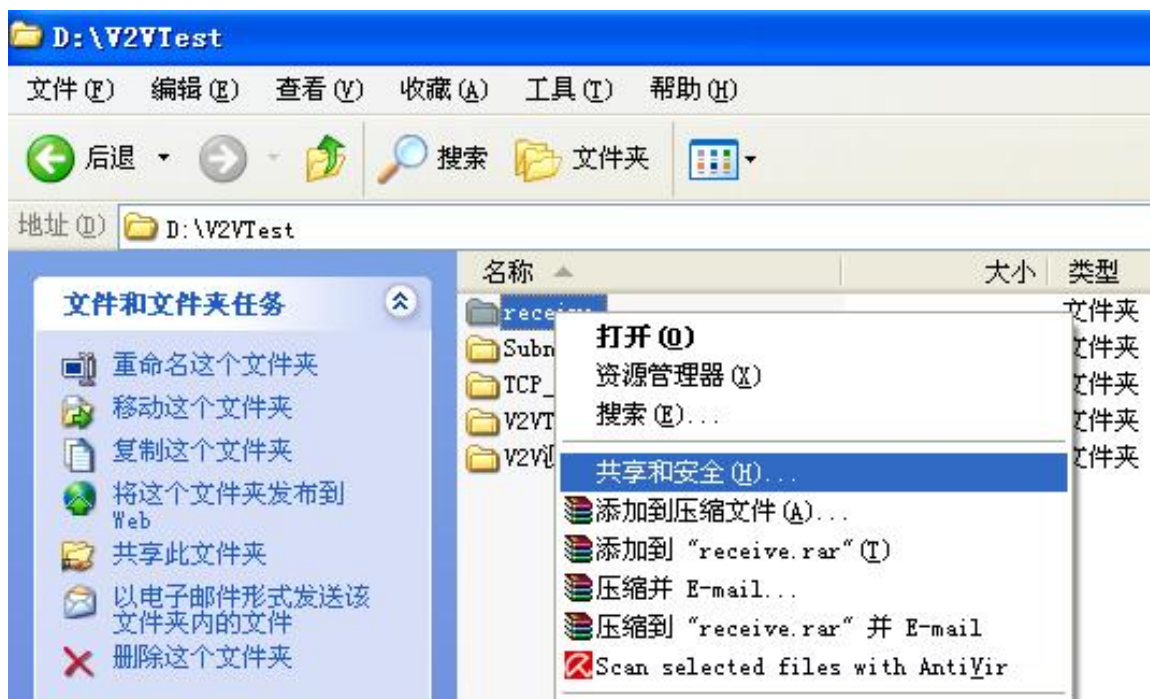 D:\V2VTest
文件(F) 编辑(E) 查看(V) 收藏(A) 工具(T) 帮助(H)
后退 搜索 文件夹
地址(D) D:\V2VTest
名称 大小 类型
文件和文件夹任务
重命名这个文件夹
移动这个文件夹
复制这个文件夹
将这个文件夹发布到
Web
共享此文件夹
以电子邮件形式发送该
文件夹内的文件
删除这个文件夹
receive 文件夹
Subn 文件夹
TCP_ 文件夹
V2VT 文件夹
V2V 文件夹
打开(O)
资源管理器(X)
搜索(E)...
共享和安全(H)...
添加到压缩文件(A)...
添加到 "receive.rar"(T)
压缩并 E-mail...
压缩到 "receive.rar" 并 E-mail
Scan selected files with AntiVir